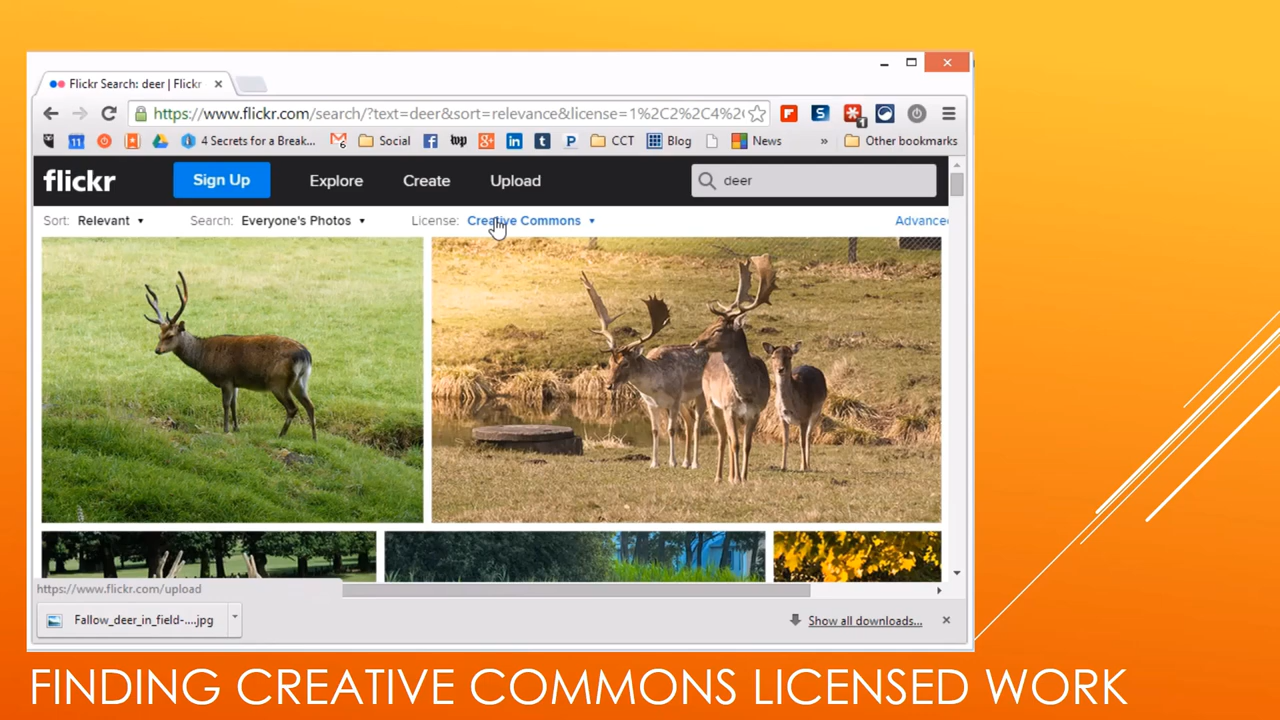 Flickr Search: deer | Flickr
https://www.flickr.com/search/?text=deer&sort=relevance&license=1%2C2%2C4%2
4 Secrets for a Break... Social CCT Blog News » Other bookmarks
flickr Sign Up Explore Create Upload deer
Sort: Relevant Search: Everyone's Photos License: Creative Commons Advanced
https://www.flickr.com/upload
Fallow_deer_in_field-....jpg Show all downloads...
FINDING CREATIVE COMMONS LICENSED WORK